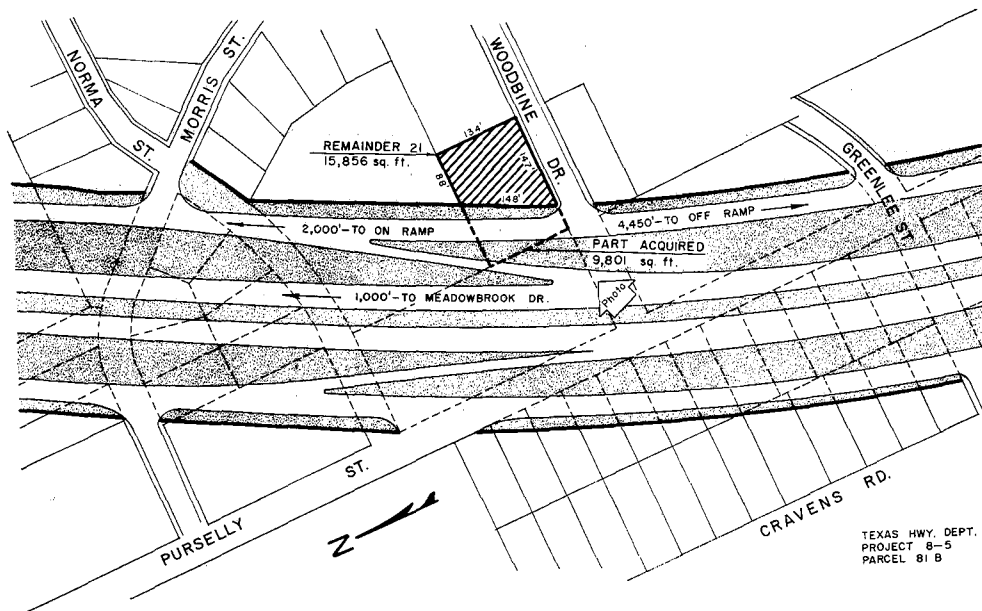 NORMA
ST.
MORRIS ST.
WOODBINE DR.
REMAINDER 21
15,856 sq. ft.
134'
147'
88'
148'
GREENLEE ST.
2,000'-TO ON RAMP
4,450'-TO OFF RAMP
PART ACQUIRED
9,801 sq. ft.
1,000'-TO MEADOWBROOK DR.
Photo
PURSELLY ST.
N
CRAVENS RD.
TEXAS HWY. DEPT.
PROJECT 8-5
PARCEL 81 B